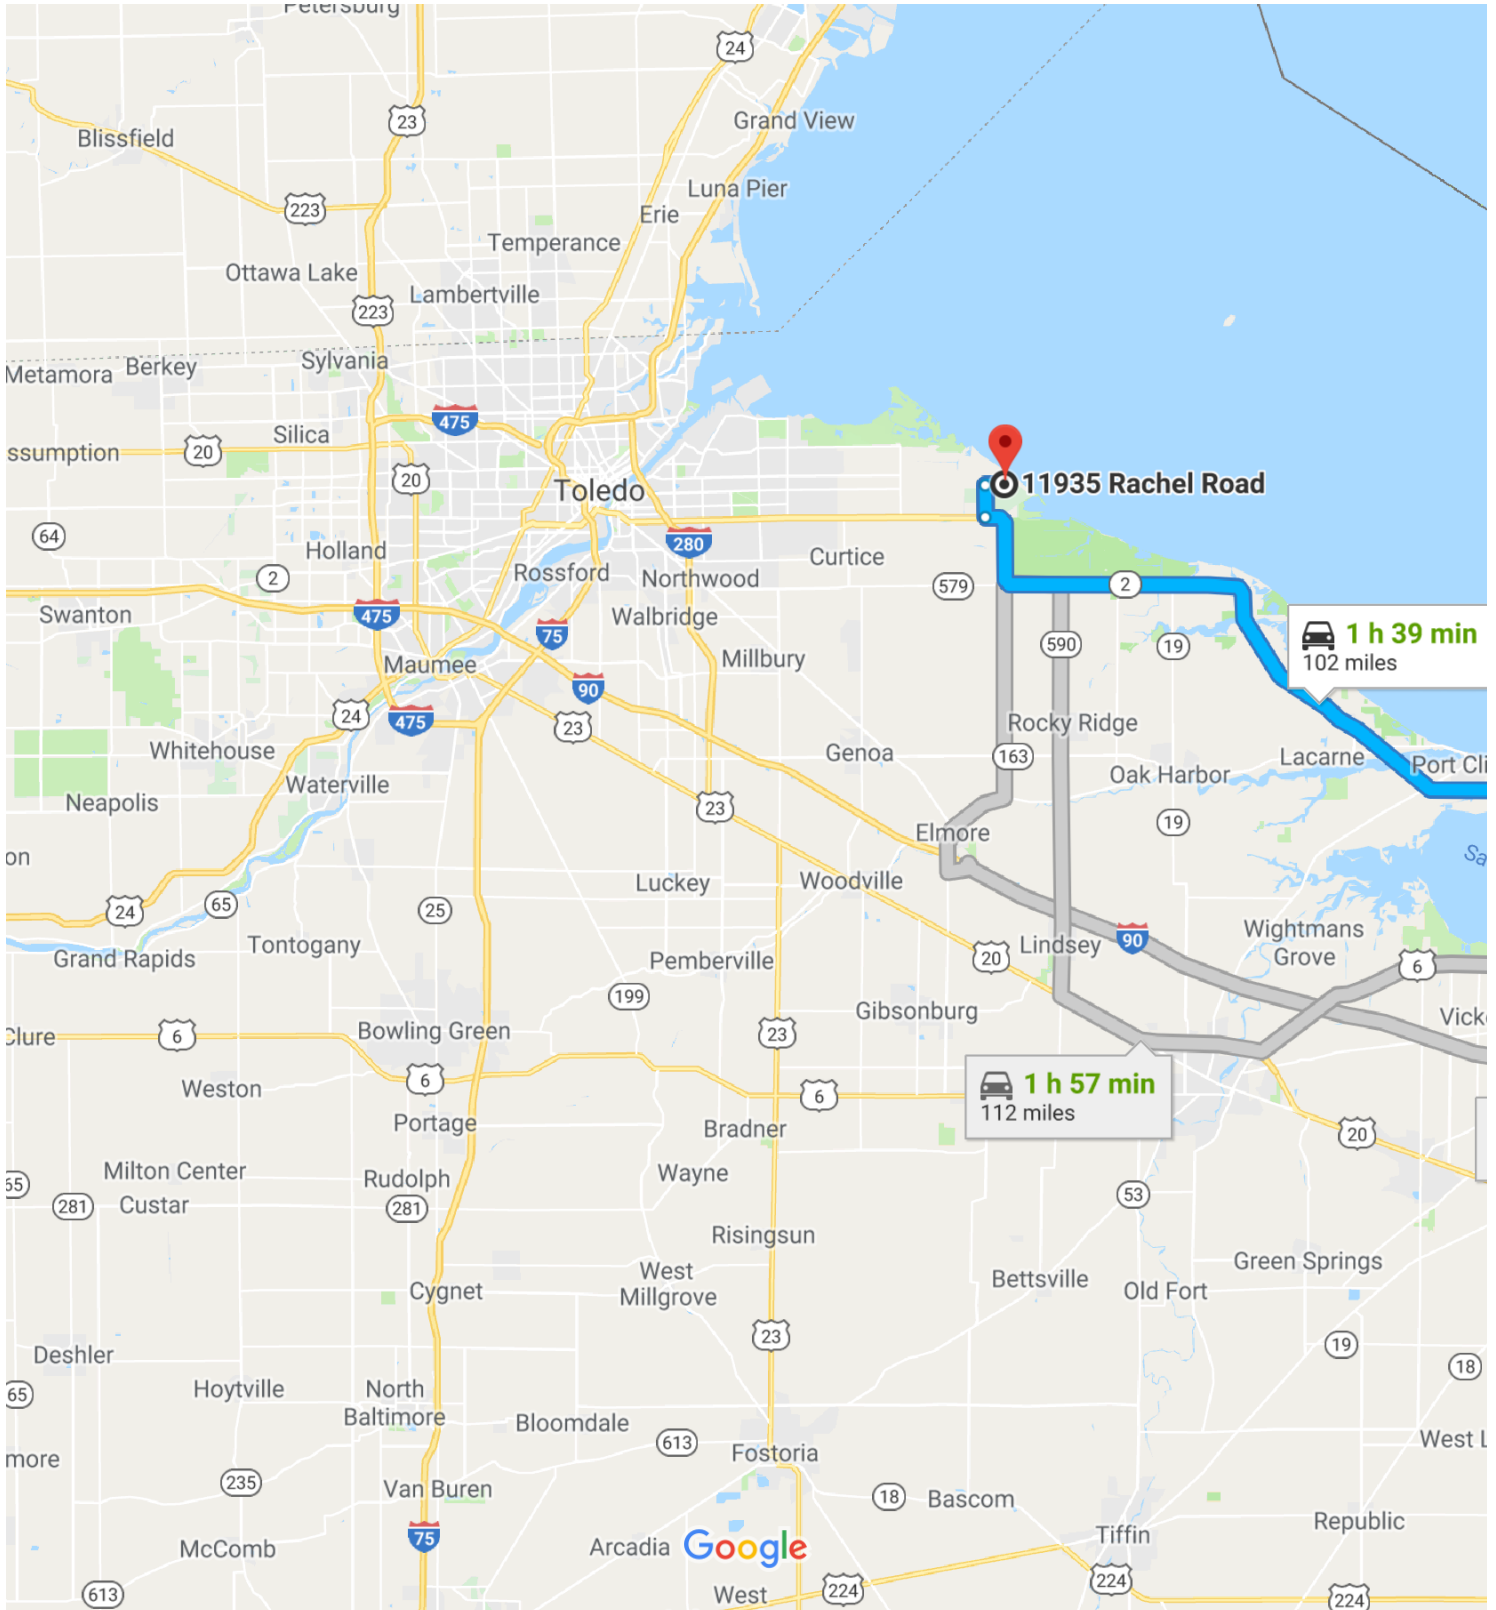 Petersburg
24
23
Grand View
Blissfield
Luna Pier
223
Erie
Temperance
Ottawa Lake
Lambertville
223
Sylvania
Berkey
Metamora
475
Silica
20
ssumption
20
11935 Rachel Road
Toledo
64
280
Holland
Curtice
2
Rossford
Northwood
579
2
475
Swanton
Walbridge
75
590
19
1 h 39 min
102 miles
Maumee
Millbury
90
24
475
23
Rocky Ridge
Whitehouse
Genoa
163
Lacarne
Port Cli
Waterville
Oak Harbor
Neapolis
23
19
Elmore
on
Sa
Luckey
Woodville
65
24
25
Wightmans
Grove
90
Tontogany
Lindsey
Grand Rapids
Pemberville
20
6
199
Gibsonburg
Vick
Bowling Green
Clure
6
23
Weston
6
6
1 h 57 min
112 miles
Portage
Bradner
20
Milton Center
Rudolph
Wayne
65
53
281
Custar
281
Risingsun
Green Springs
West
Millgrove
Bettsville
Old Fort
Cygnet
23
19
Deshler
18
65
Hoytville
North
Baltimore
Bloomdale
613
West L
Fostoria
more
235
Van Buren
18
Bascom
75
Republic
Tiffin
McComb
Arcadia
Google
613
West
224
224
224